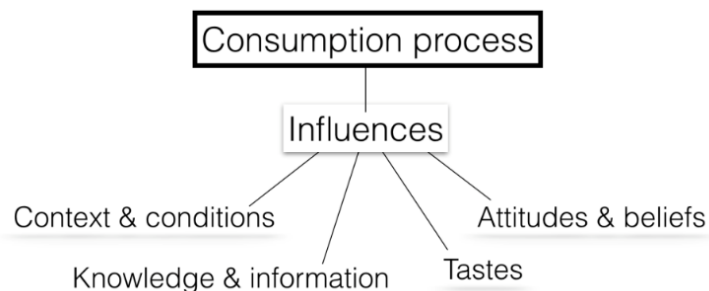 Consumption process
Influences
Context & conditions
Attitudes & beliefs
Knowledge & information
Tastes